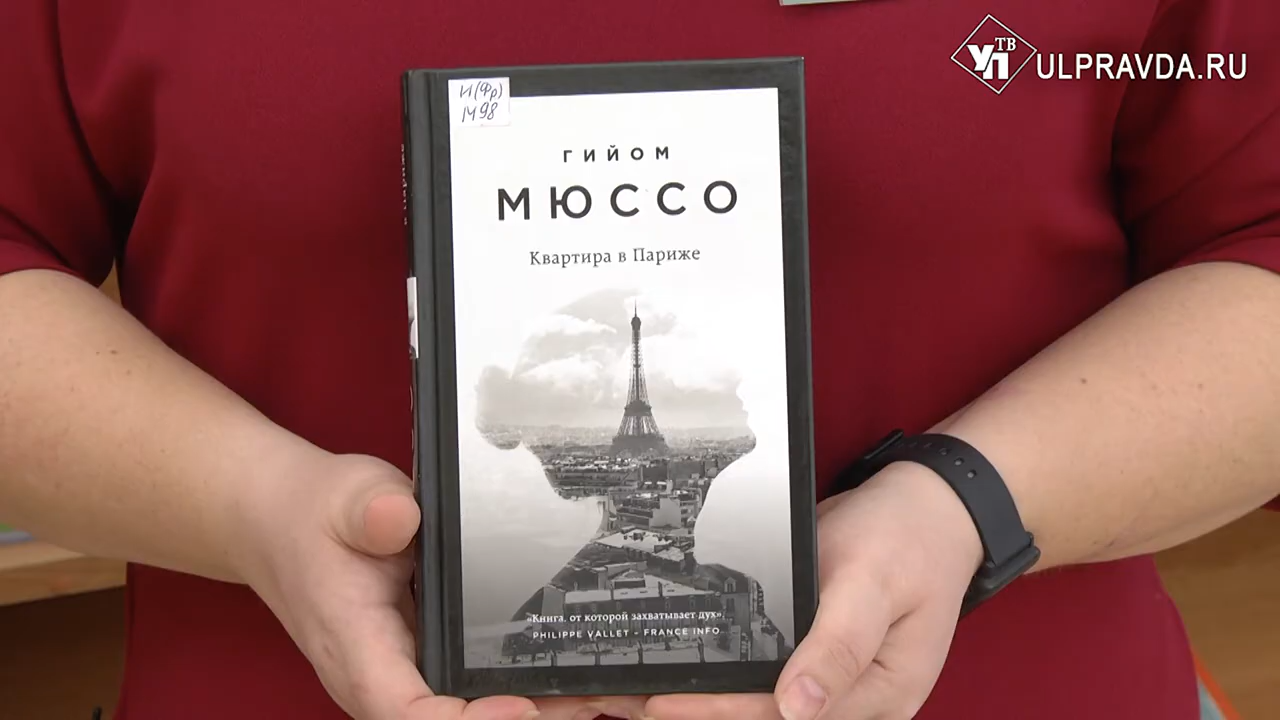 УП ТВ
ULPRAVDA.RU
И(Фр)
М98
ГИЙОМ
МЮССО
Квартира в Париже
«Книга, от которой захватывает дух»
PHILIPPE VALLET – FRANCE INFO